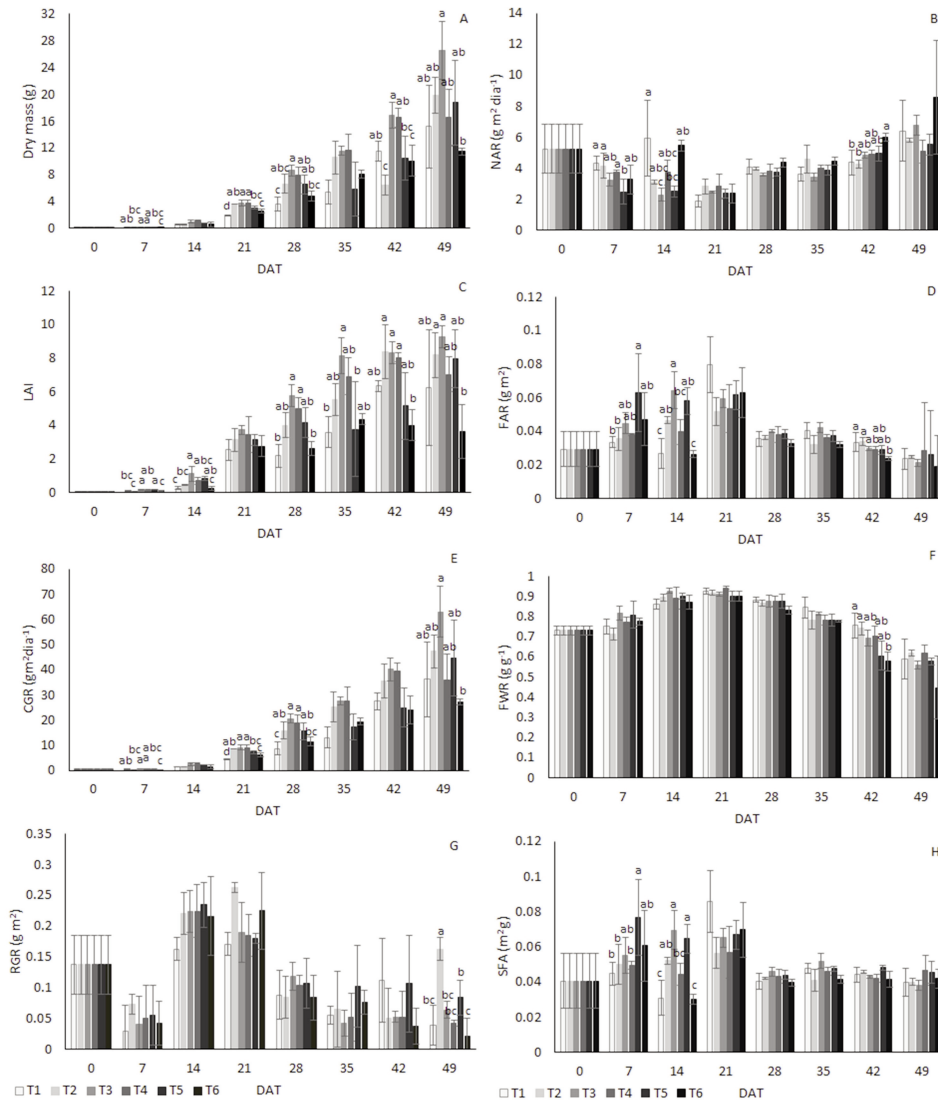 A
Dry mass (g)
32
28
24
20
16
12
8
4
0
ab bc aa abc c
d ab aa bc c
c abc a ab ab bc
ab c a ab bc c
ab ab a ab ab b
0 7 14 21 28 35 42 49
DAT
B
NAR (g m² dia⁻¹)
14
12
10
8
6
4
2
0
a a ab ab b ab
a abc c abc bc ab
b b ab ab ab a
0 7 14 21 28 35 42 49
DAT
C
LAI
12
10
8
6
4
2
0
bc c a ab a bc
c bc a ab abc ab c
c ab a a ab b
b ab a ab b ab
ab a a a ab b
ab a a ab ab b
0 7 14 21 28 35 42 49
DAT
D
FAR (g m²)
0.12
0.1
0.08
0.06
0.04
0.02
0
b b ab ab a ab
c ab a bc ab c
a a ab ab ab b
0 7 14 21 28 35 42 49
DAT
E
CGR (gm²dia⁻¹)
80
70
60
50
40
30
20
10
0
ab bc a a abc c
d ab aa bc c
c ab a a ab bc
ab ab a ab ab b
0 7 14 21 28 35 42 49
DAT
F
FWR (g g⁻¹)
1
0.9
0.8
0.7
0.6
0.5
0.4
0.3
0.2
0.1
0
a a ab ab ab b
0 7 14 21 28 35 42 49
DAT
G
RGR (g m²)
0.35
0.3
0.25
0.2
0.15
0.1
0.05
0
bc a bc bc b c
0 7 14 21 28 35 42 49
DAT
H
SFA (m²g)
0.12
0.1
0.08
0.06
0.04
0.02
0
b b ab ab a ab
c ab a bc ab c
0 7 14 21 28 35 42 49
DAT
T1 T2 T3 T4 T5 T6